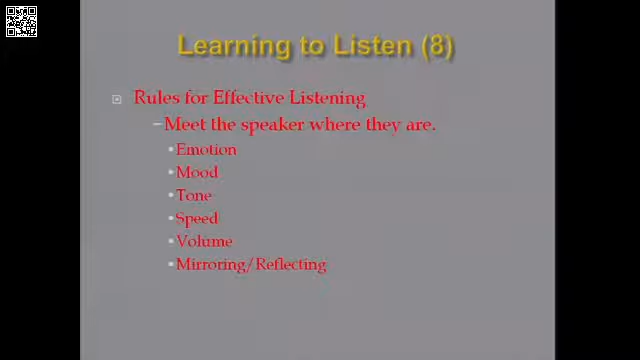 Learning to Listen (8)
Rules for Effective Listening
–Meet the speaker where they are.
▪Emotion
▪Mood
▪Tone
▪Speed
▪Volume
▪Mirroring/Reflecting